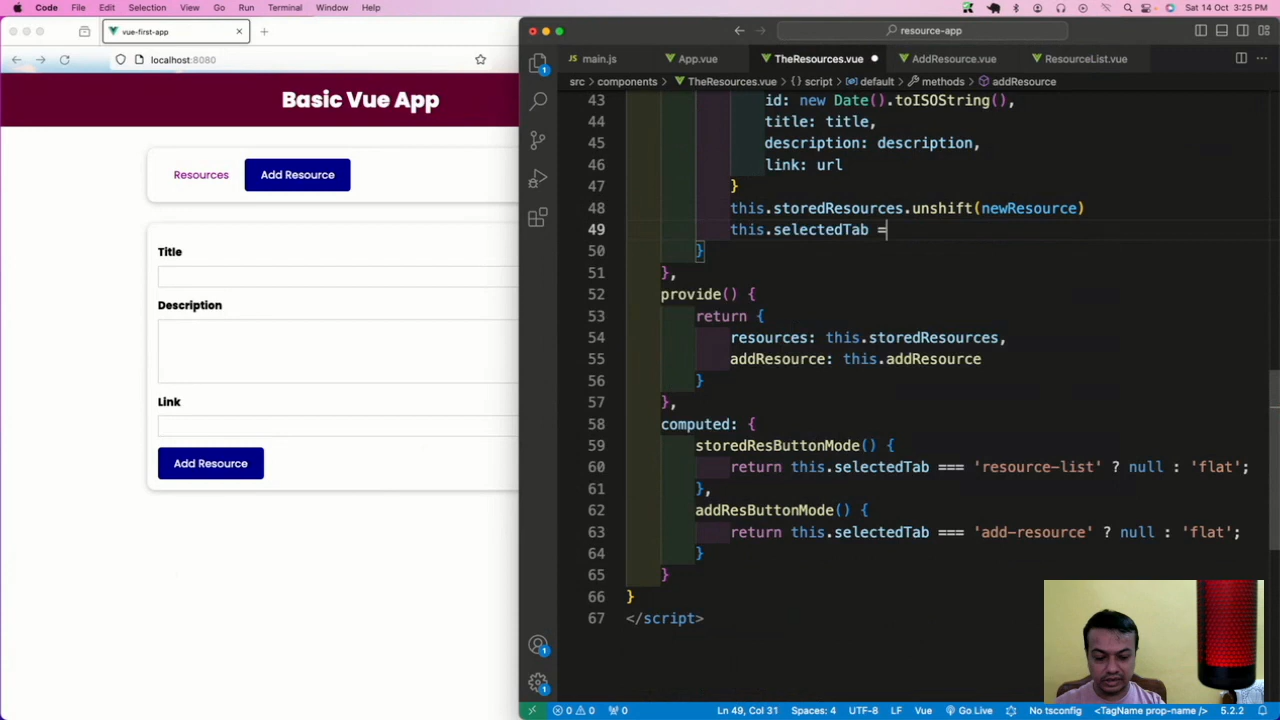 Code File Edit Selection View Go Run Terminal Window Help
Sat 14 Oct 3:25 PM
vue-first-app
localhost:8080
Basic Vue App
Resources
Add Resource
Title
Description
Link
Add Resource
resource-app
main.js
App.vue
TheResources.vue
AddResource.vue
ResourceList.vue
src > components > TheResources.vue > {} script > default > methods > addResource
43 id: new Date().toISOString(),
44 title: title,
45 description: description,
46 link: url
47 }
48 this.storedResources.unshift(newResource)
49 this.selectedTab =
50 }
51 },
52 provide() {
53 return {
54 resources: this.storedResources,
55 addResource: this.addResource
56 }
57 },
58 computed: {
59 storedResButtonMode() {
60 return this.selectedTab === 'resource-list' ? null : 'flat';
61 },
62 addResButtonMode() {
63 return this.selectedTab === 'add-resource' ? null : 'flat';
64 }
65 }
66 }
67 </script>
1
1
1
0 0 0 Ln 49, Col 31 Spaces: 4 UTF-8 LF Vue Go Live No tsconfig <TagName prop-name /> 5.2.2